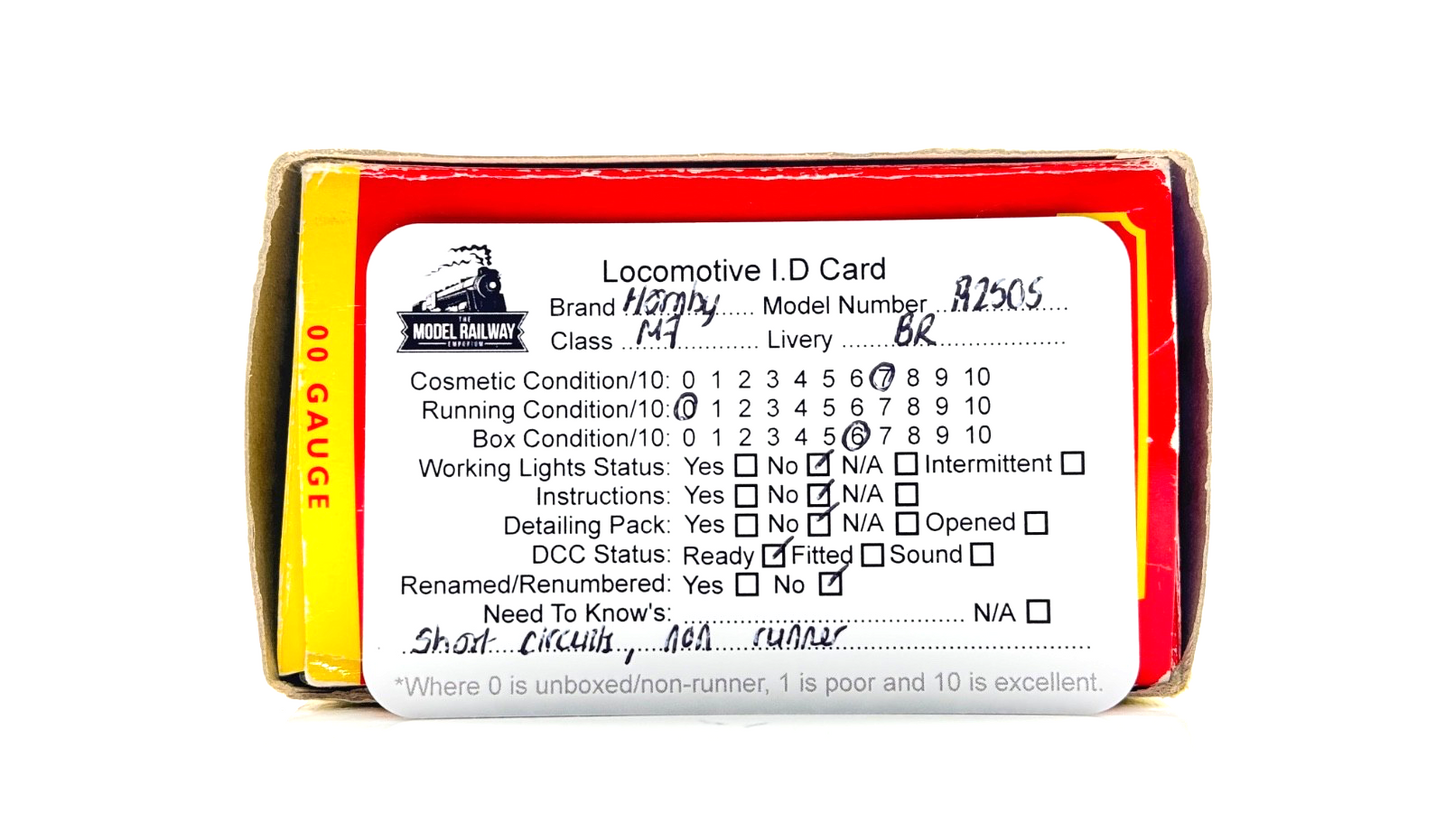 Locomotive I.D Card
THE
MODEL RAILWAY
EMPORIUM
Brand Hornby Model Number R2505
Class M7 Livery BR
Cosmetic Condition/10: 0 1 2 3 4 5 6 7 8 9 10
Running Condition/10: 0 1 2 3 4 5 6 7 8 9 10
Box Condition/10: 0 1 2 3 4 5 6 7 8 9 10
Working Lights Status: Yes No N/A Intermittent
Instructions: Yes No N/A
Detailing Pack: Yes No N/A Opened
DCC Status: Ready Fitted Sound
Renamed/Renumbered: Yes No
Need To Know's: N/A
Short circuits, non runner
*Where 0 is unboxed/non-runner, 1 is poor and 10 is excellent.
00 GAUGE